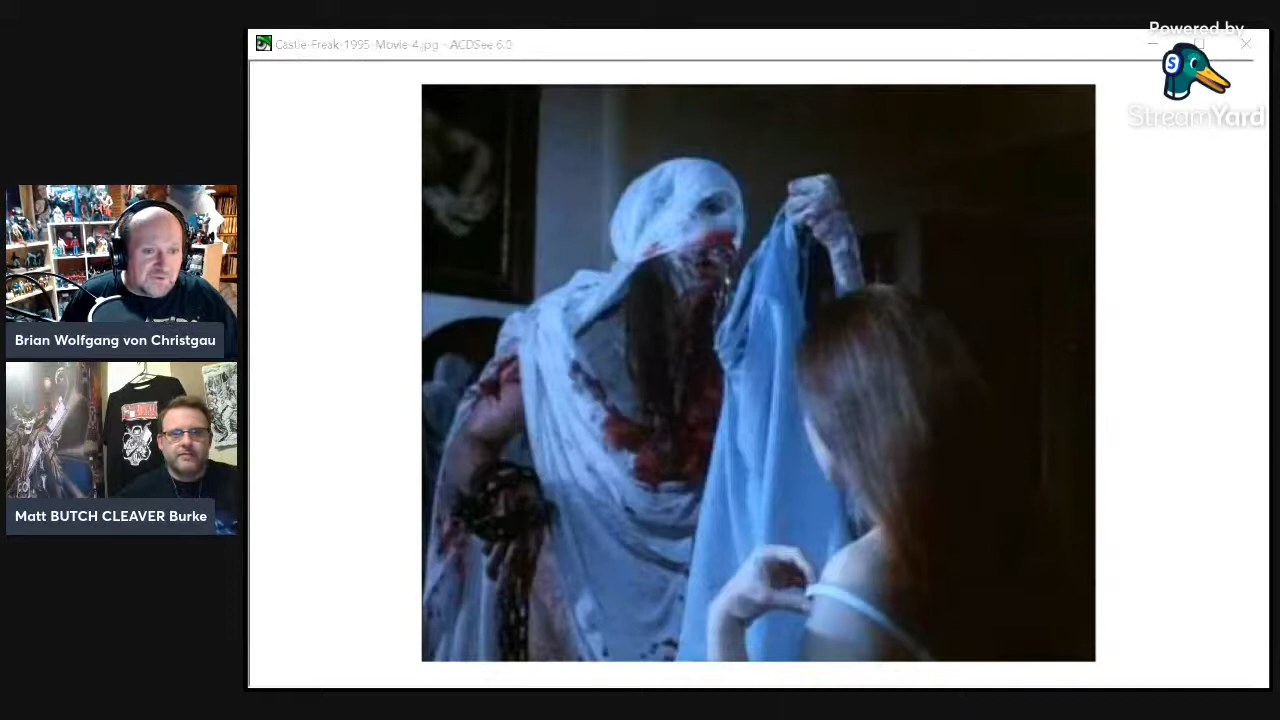 Castle-Freak-1995-Movie-4.jpg - ACDSee 6.0
Powered by
S
StreamYard
Brian Wolfgang von Christgau
Matt BUTCH CLEAVER Burke